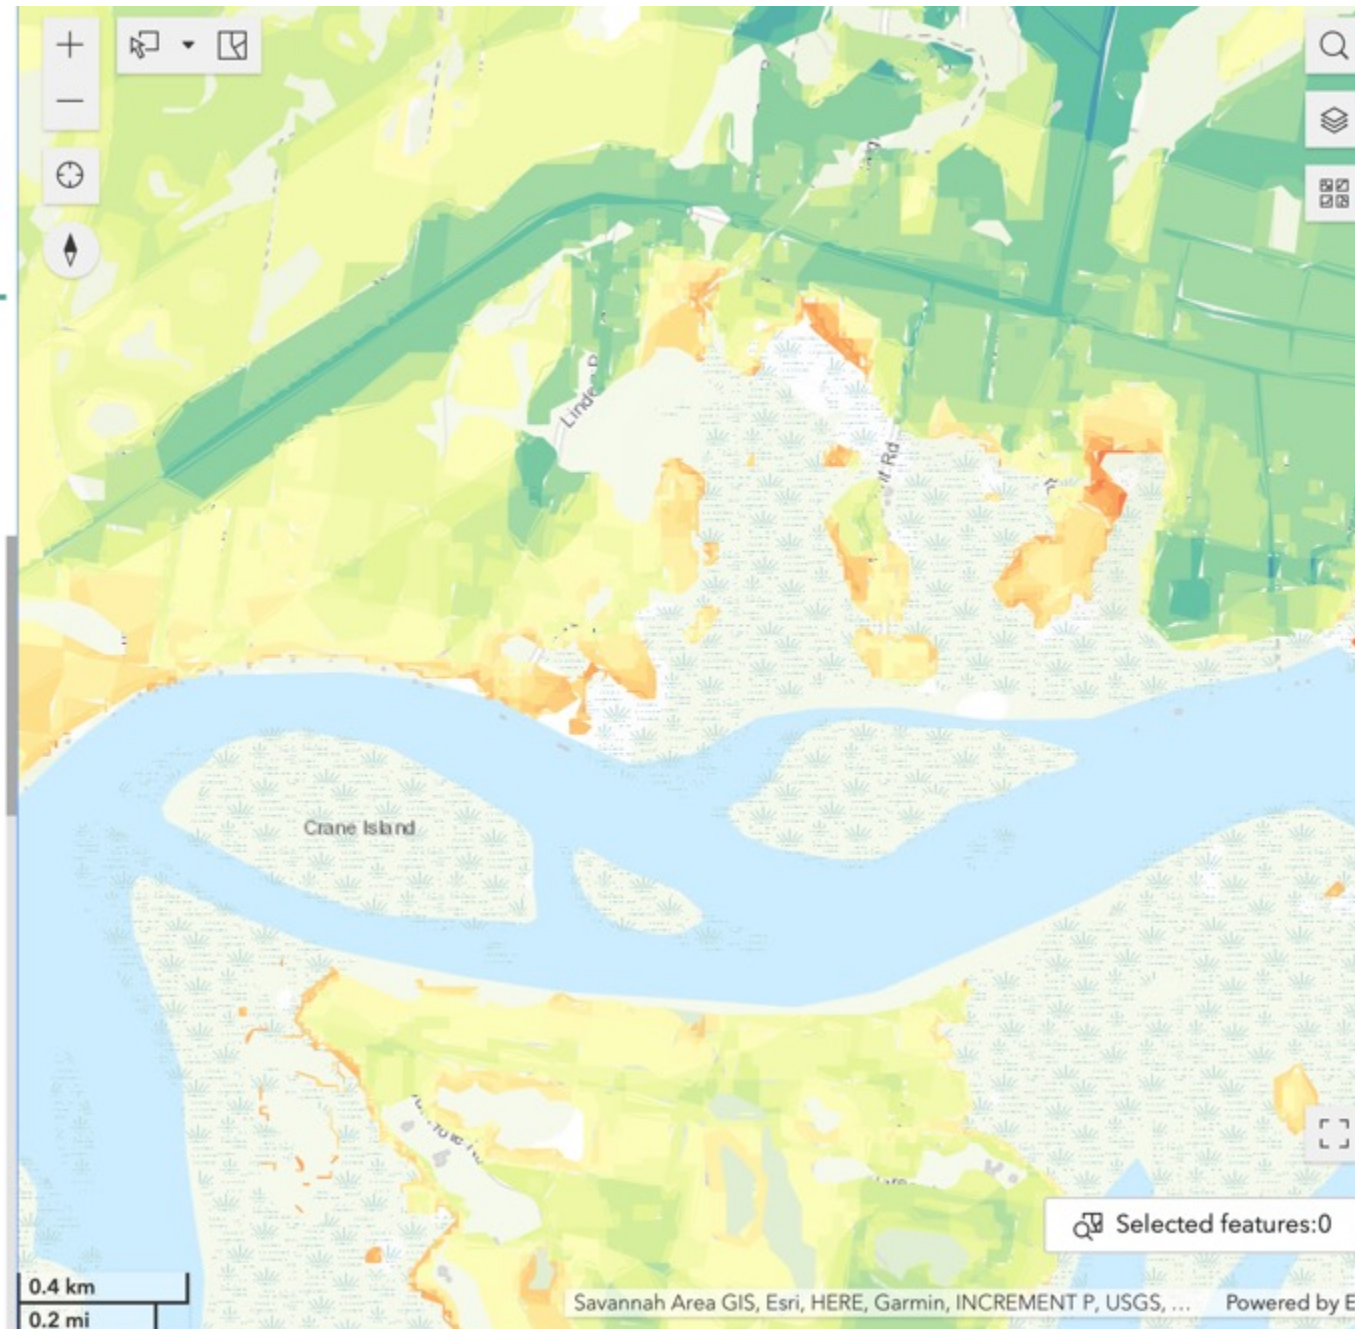 Crane Island
Selected features:0
0.4 km
0.2 mi
Savannah Area GIS, Esri, HERE, Garmin, INCREMENT P, USGS, ...
Powered by E